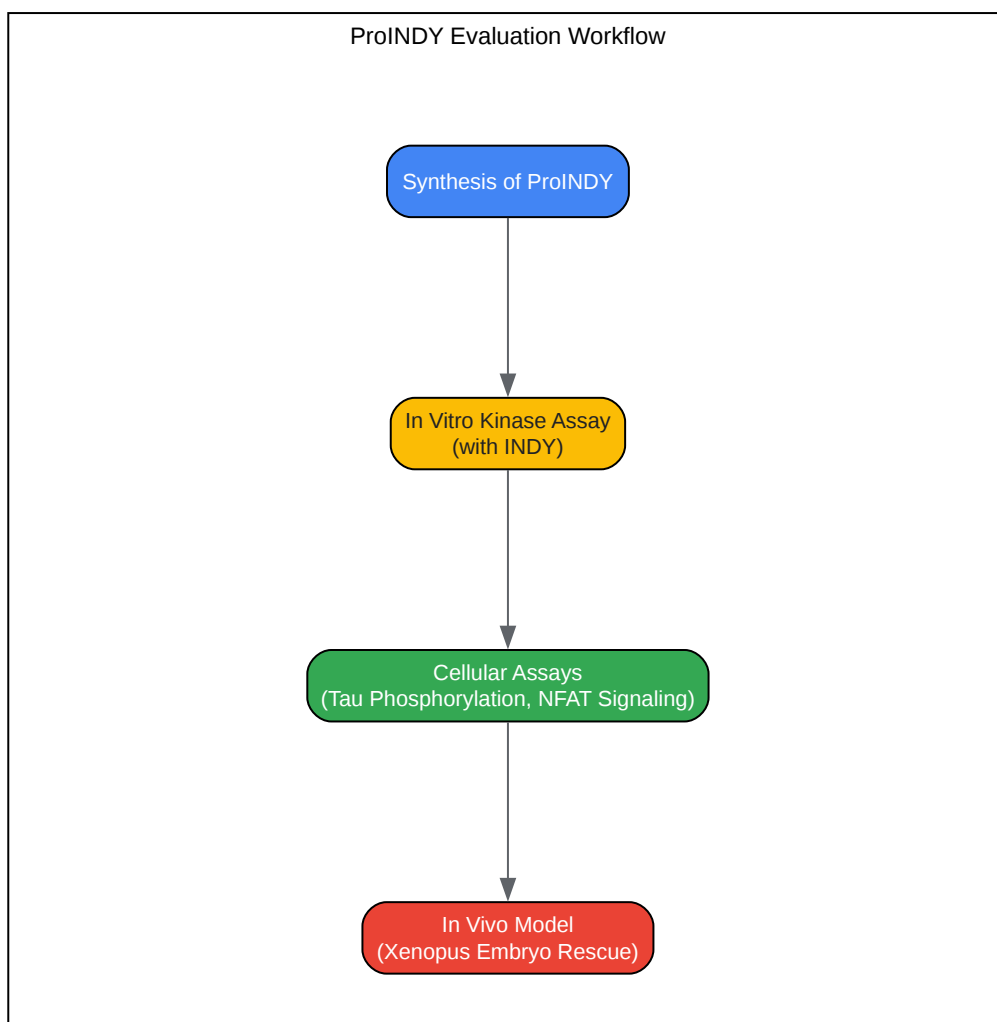 ProINDY Evaluation Workflow
Synthesis of ProINDY
In Vitro Kinase Assay
(with INDY)
Cellular Assays
(Tau Phosphorylation, NFAT Signaling)
In Vivo Model
(Xenopus Embryo Rescue)